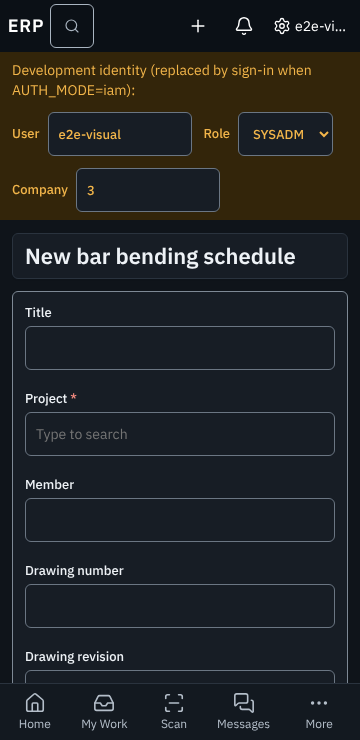 ERP
e2e-vi...
Development identity (replaced by sign-in when
AUTH_MODE=iam):
User e2e-visual Role SYSADM
Company 3
New bar bending schedule
Title
Project *
Type to search
Member
Drawing number
Drawing revision
Home My Work Scan Messages More